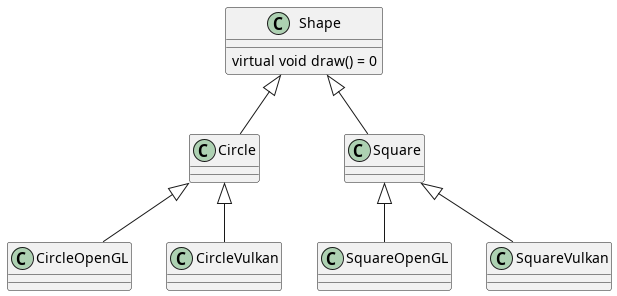 C Shape
virtual void draw() = 0
C Circle
C Square
C CircleOpenGL
C CircleVulkan
C SquareOpenGL
C SquareVulkan